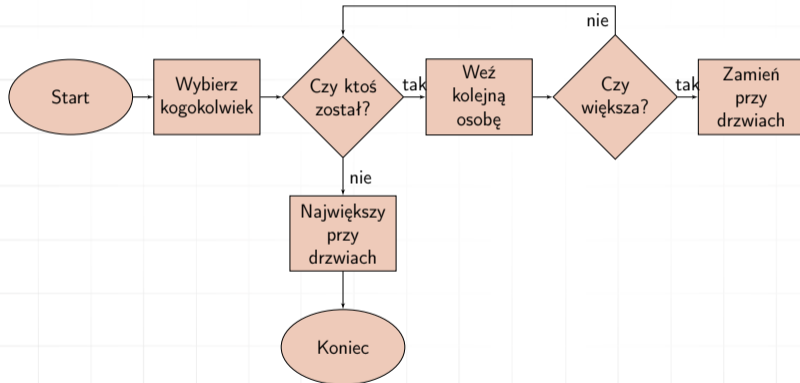 Start
Wybierz
kogokolwiek
Czy ktoś
został?
tak
Weź
kolejną
osobę
Czy
większa?
nie
tak
Zamień
przy
drzwiach
nie
Największy
przy
drzwiach
Koniec